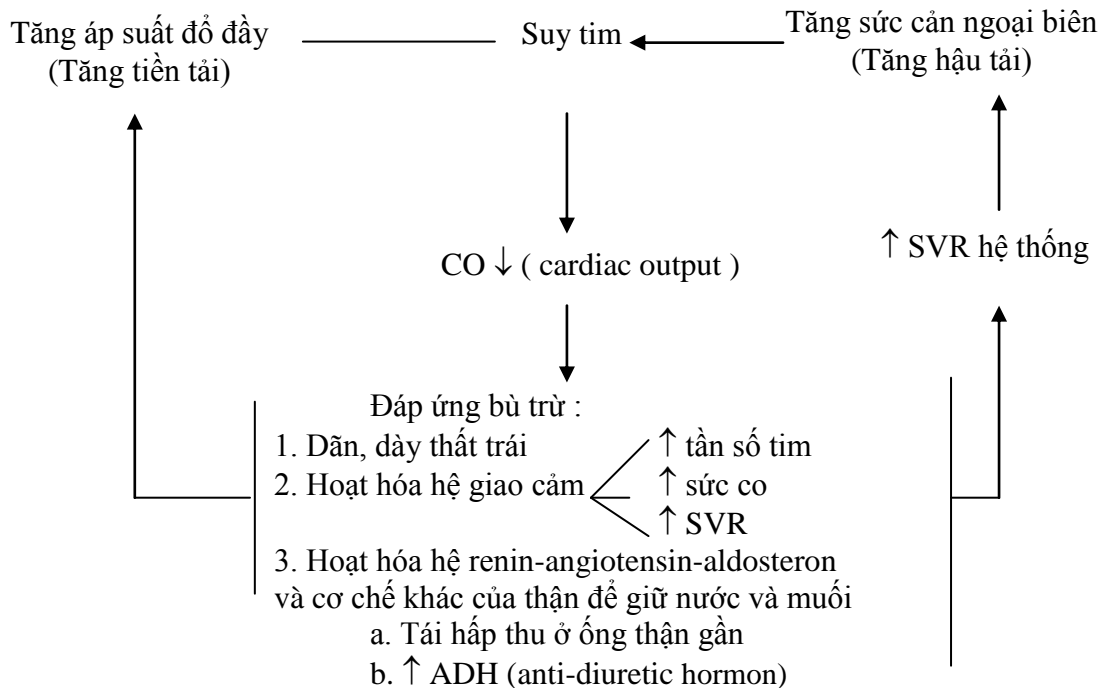 Tăng áp suất đổ đầy
(Tăng tiền tải)
Suy tim
Tăng sức cản ngoại biên
(Tăng hậu tải)
↑ SVR hệ thống
CO ↓ ( cardiac output )
Đáp ứng bù trừ :
1. Dãn, dày thất trái
2. Hoạt hóa hệ giao cảm
↑ tần số tim
↑ sức co
↑ SVR
3. Hoạt hóa hệ renin-angiotensin-aldosteron
và cơ chế khác của thận để giữ nước và muối
a. Tái hấp thu ở ống thận gần
b. ↑ ADH (anti-diuretic hormon)